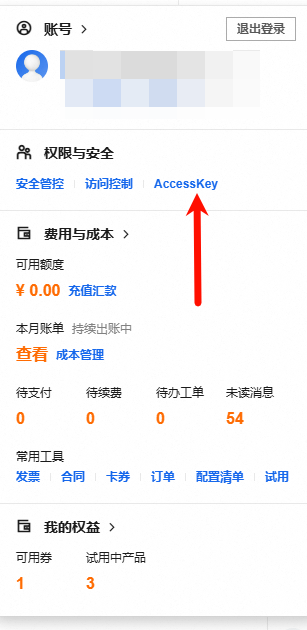 账号
退出登录
权限与安全
安全管控 访问控制 AccessKey
费用与成本
可用额度
¥ 0.00 充值汇款
本月账单 持续出账中
查看 成本管理
待支付 待续费 待办工单 未读消息
0 0 0 54
常用工具
发票 合同 卡券 订单 配置清单 试用
我的权益
可用券 试用中产品
1 3